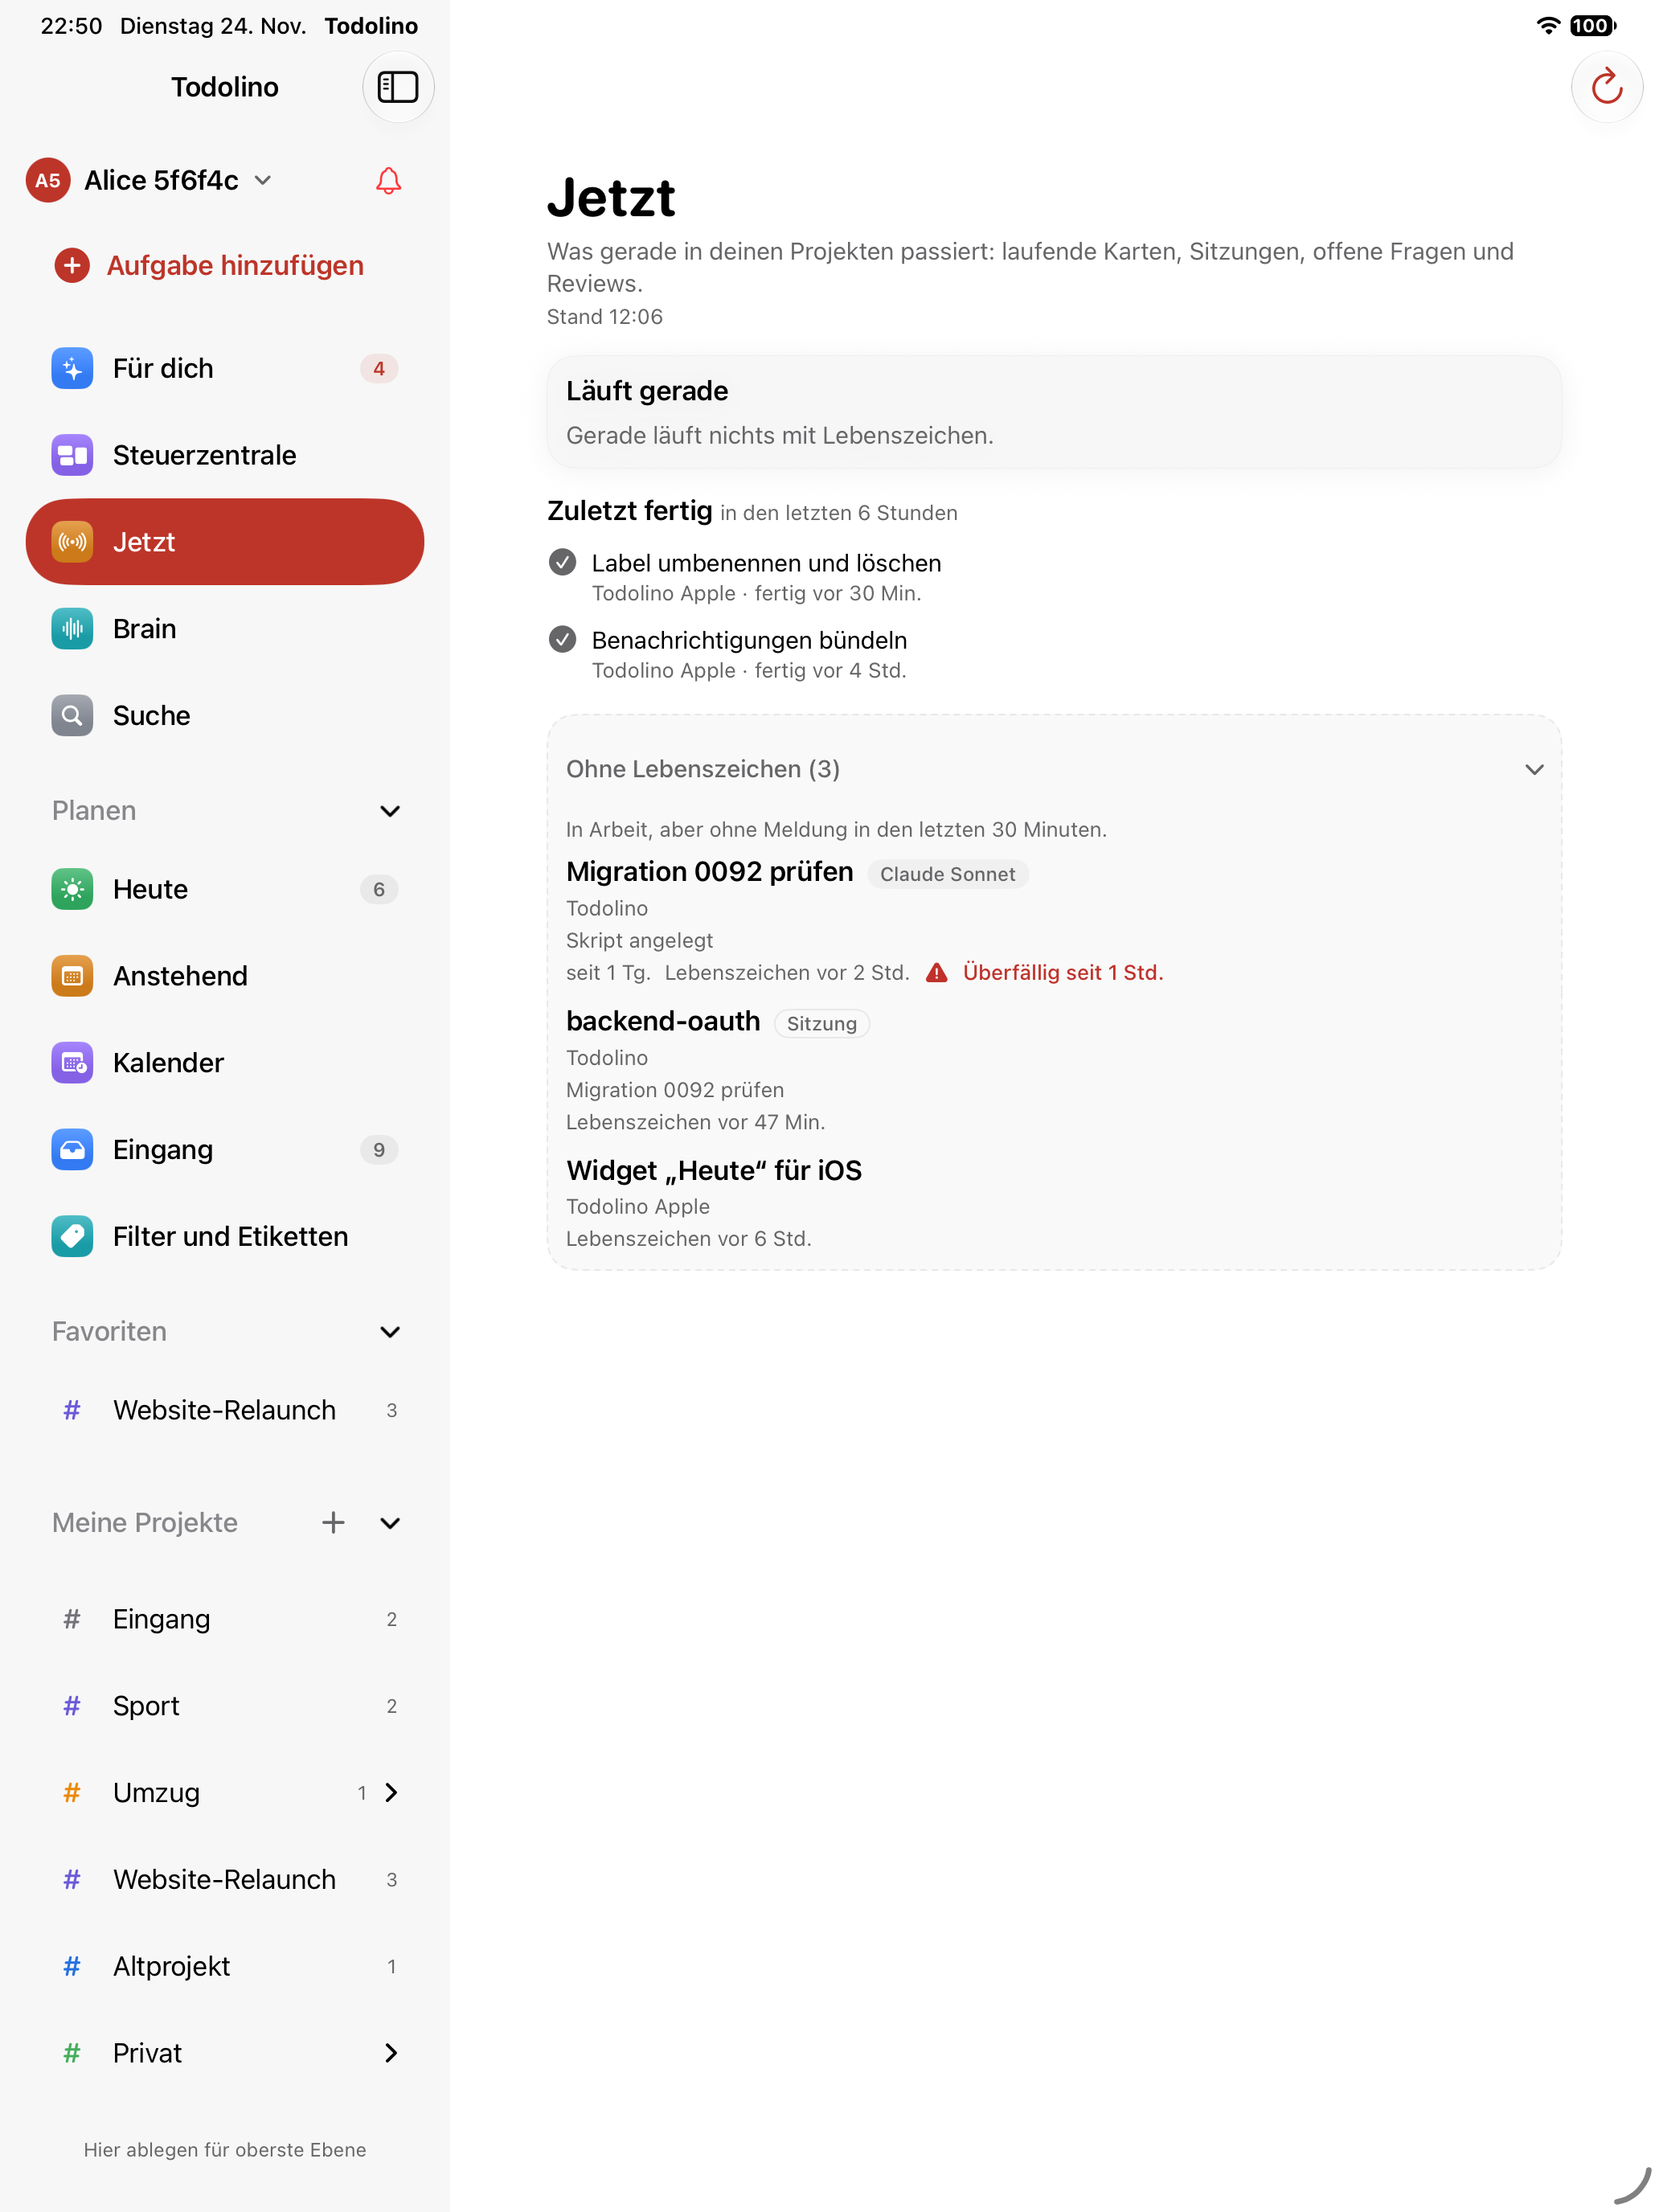 22:50 Dienstag 24. Nov. Todolino
100
Todolino
A5 Alice 5f6f4c
Aufgabe hinzufügen
Für dich 4
Steuerzentrale
Jetzt
Brain
Suche
Planen
Heute 6
Anstehend
Kalender
Eingang 9
Filter und Etiketten
Favoriten
# Website-Relaunch 3
Meine Projekte
# Eingang 2
# Sport 2
# Umzug 1
# Website-Relaunch 3
# Altprojekt 1
# Privat
Hier ablegen für oberste Ebene
Jetzt
Was gerade in deinen Projekten passiert: laufende Karten, Sitzungen, offene Fragen und
Reviews.
Stand 12:06
Läuft gerade
Gerade läuft nichts mit Lebenszeichen.
Zuletzt fertig in den letzten 6 Stunden
Label umbenennen und löschen
Todolino Apple · fertig vor 30 Min.
Benachrichtigungen bündeln
Todolino Apple · fertig vor 4 Std.
Ohne Lebenszeichen (3)
In Arbeit, aber ohne Meldung in den letzten 30 Minuten.
Migration 0092 prüfen Claude Sonnet
Todolino
Skript angelegt
seit 1 Tg. Lebenszeichen vor 2 Std. Überfällig seit 1 Std.
backend-oauth Sitzung
Todolino
Migration 0092 prüfen
Lebenszeichen vor 47 Min.
Widget „Heute“ für iOS
Todolino Apple
Lebenszeichen vor 6 Std.